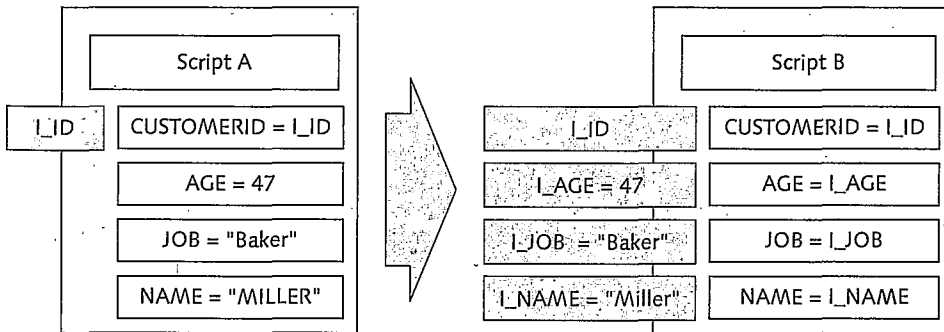 Script A
I_ID
CUSTOMERID = I_ID
AGE = 47
JOB = "Baker"
NAME = "MILLER"
Script B
I_ID
CUSTOMERID = I_ID
I_AGE = 47
AGE = I_AGE
I_JOB = "Baker"
JOB = I_JOB
I_NAME = "Miller"
NAME = I_NAME